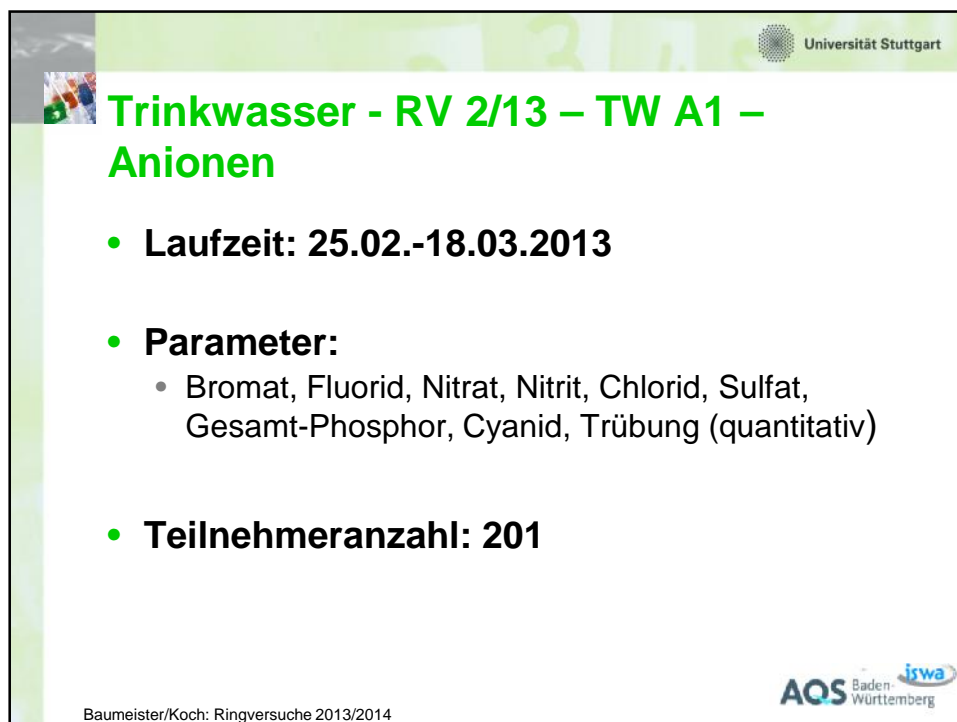 Universität Stuttgart
Trinkwasser - RV 2/13 – TW A1 –
Anionen
• Laufzeit: 25.02.-18.03.2013
• Parameter:
• Bromat, Fluorid, Nitrat, Nitrit, Chlorid, Sulfat,
Gesamt-Phosphor, Cyanid, Trübung (quantitativ)
• Teilnehmeranzahl: 201
iswa
AQS Baden-
Württemberg
Baumeister/Koch: Ringversuche 2013/2014